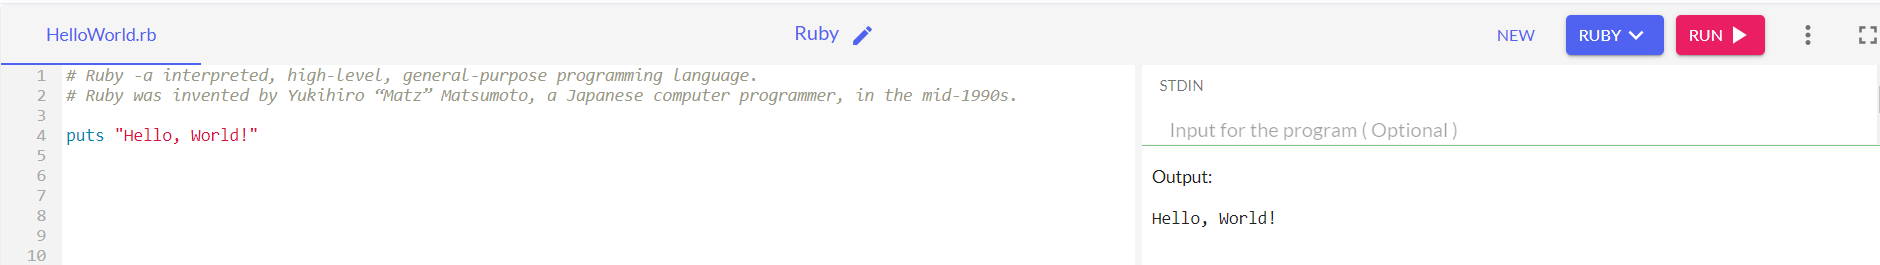 HelloWorld.rb
Ruby
NEW
RUBY
RUN
1 # Ruby -a interpreted, high-level, general-purpose programming language.
2 # Ruby was invented by Yukihiro “Matz” Matsumoto, a Japanese computer programmer, in the mid-1990s.
3
4 puts "Hello, World!"
5
6
7
8
9
10
STDIN
Input for the program ( Optional )
Output:
Hello, World!